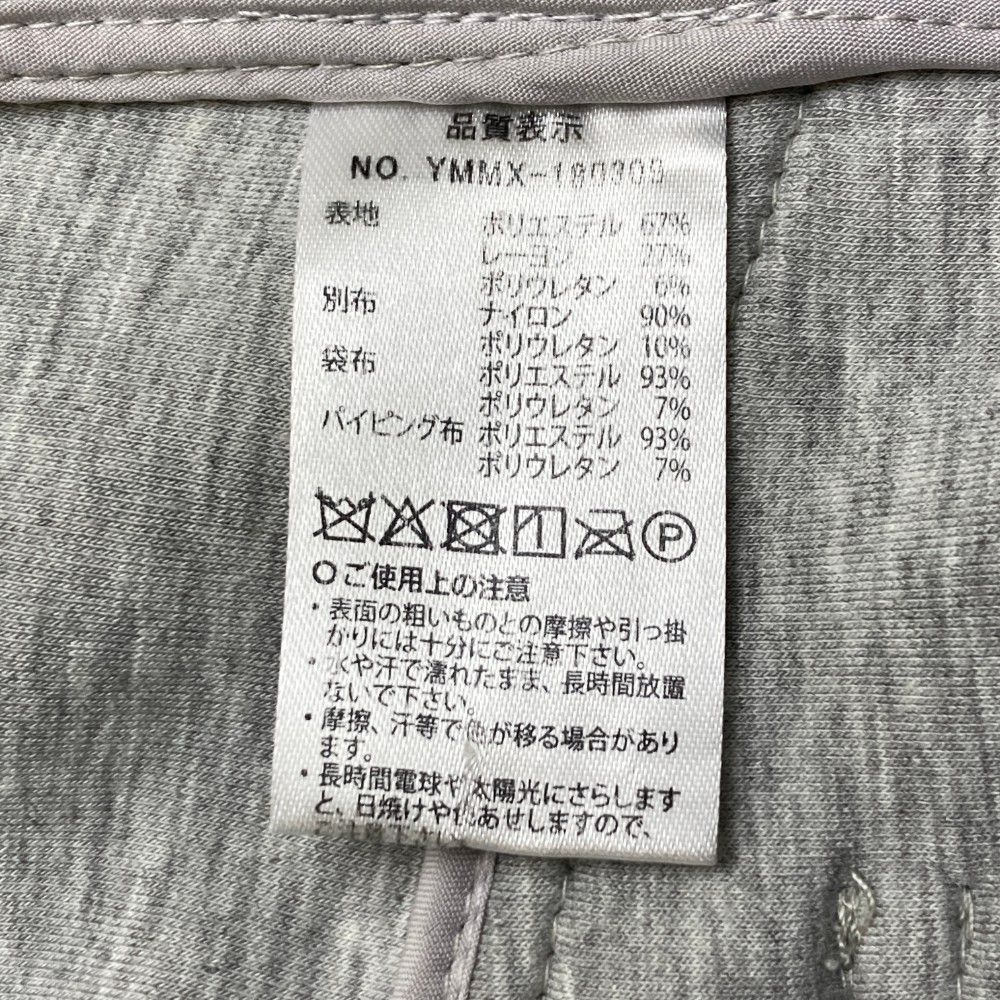 品質表示
NO. YMMX-180309
表地 ポリエステル 67%
レーヨン 27%
ポリウレタン 6%
別布 ナイロン 90%
ポリウレタン 10%
袋布 ポリエステル 93%
ポリウレタン 7%
パイピング布 ポリエステル 93%
ポリウレタン 7%
P
ご使用上の注意
・表面の粗いものとの摩擦や引っ掛
かりには十分にご注意下さい。
・水や汗で濡れたまま、長時間放置
ないで下さい。
・摩擦、汗等で色が移る場合があり
ます。
・長時間電球や太陽光にさらします
と、日焼けや色あせしますので、